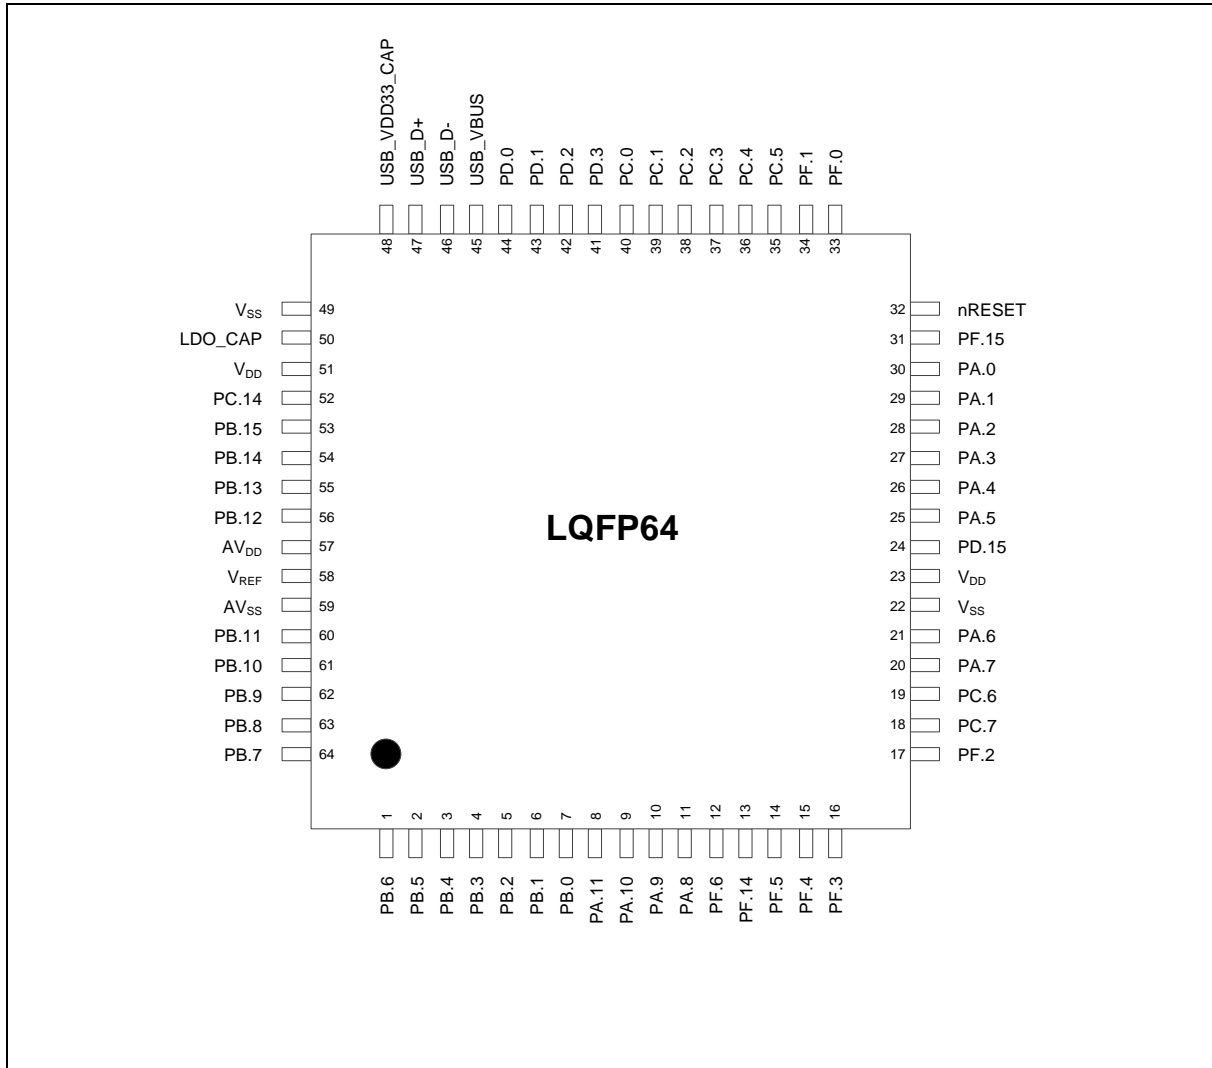 USB_VDD33_CAP
USB_D+
USB_D-
USB_VBUS
PD.0
PD.1
PD.2
PD.3
PC.0
PC.1
PC.2
PC.3
PC.4
PC.5
PF.1
PF.0
48
47
46
45
44
43
42
41
40
39
38
37
36
35
34
33
VSS 49
LDO_CAP 50
VDD 51
PC.14 52
PB.15 53
PB.14 54
PB.13 55
PB.12 56
AVDD 57
VREF 58
AVSS 59
PB.11 60
PB.10 61
PB.9 62
PB.8 63
PB.7 64
LQFP64
32 nRESET
31 PF.15
30 PA.0
29 PA.1
28 PA.2
27 PA.3
26 PA.4
25 PA.5
24 PD.15
23 VDD
22 VSS
21 PA.6
20 PA.7
19 PC.6
18 PC.7
17 PF.2
1
2
3
4
5
6
7
8
9
10
11
12
13
14
15
16
PB.6
PB.5
PB.4
PB.3
PB.2
PB.1
PB.0
PA.11
PA.10
PA.9
PA.8
PF.6
PF.14
PF.5
PF.4
PF.3